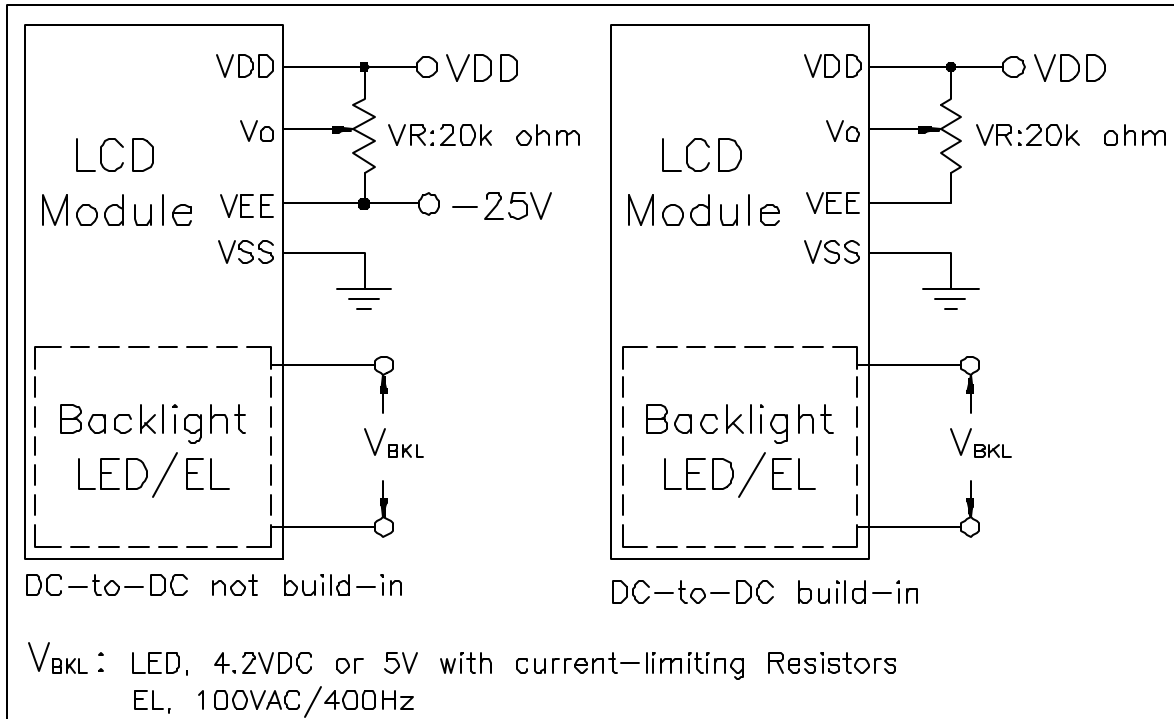 VDD
VDD
Vo
VR:20k ohm
LCD
Module
VEE
-25V
VSS
Backlight
LED/EL
VBKL
DC-to-DC not build-in
VDD
VDD
Vo
VR:20k ohm
LCD
Module
VEE
VSS
Backlight
LED/EL
VBKL
DC-to-DC build-in
VBKL: LED, 4.2VDC or 5V with current-limiting Resistors
EL, 100VAC/400Hz